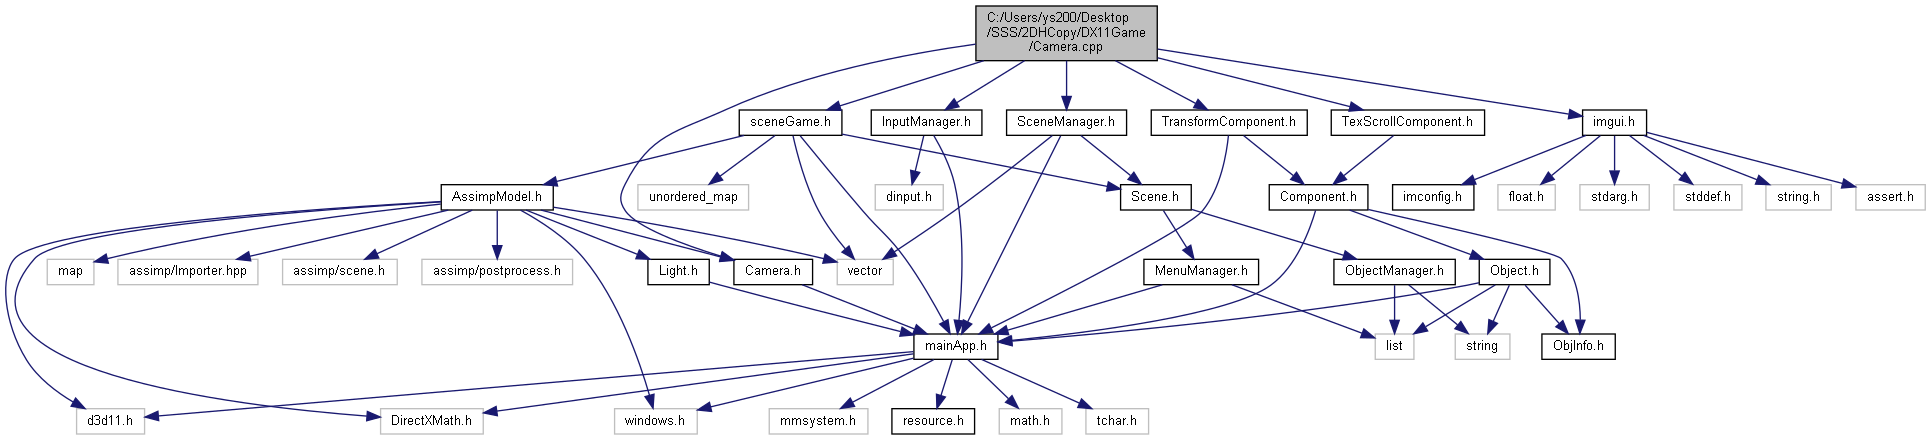 C:/Users/ys200/Desktop
/SSS/2DHCopy/DX11Game
/Camera.cpp
sceneGame.h
InputManager.h
SceneManager.h
TransformComponent.h
TexScrollComponent.h
imgui.h
AssimpModel.h
unordered_map
dinput.h
Scene.h
Component.h
imconfig.h
float.h
stdarg.h
stddef.h
string.h
assert.h
map
assimp/Importer.hpp
assimp/scene.h
assimp/postprocess.h
Light.h
Camera.h
vector
MenuManager.h
ObjectManager.h
Object.h
mainApp.h
list
string
ObjInfo.h
d3d11.h
DirectXMath.h
windows.h
mmsystem.h
resource.h
math.h
tchar.h